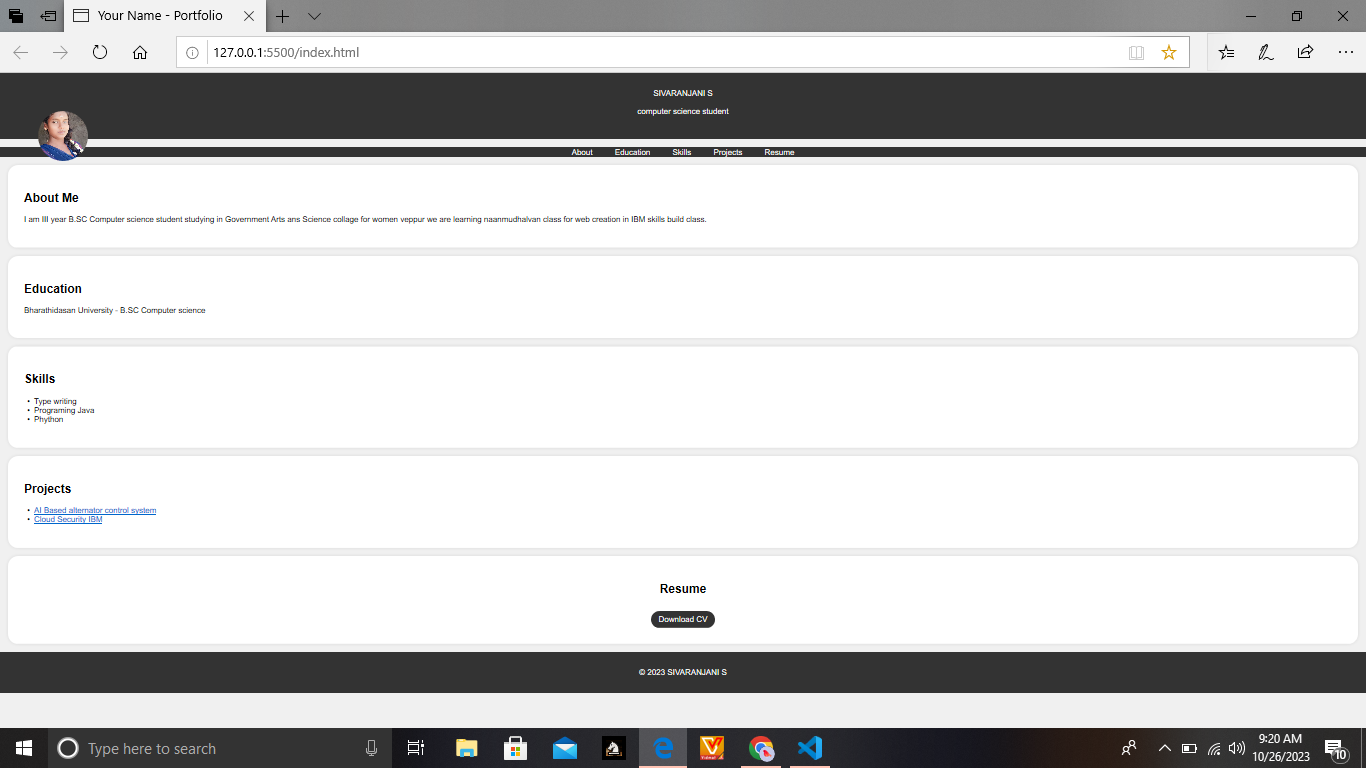 Your Name - Portfolio
127.0.0.1:5500/index.html
SIVARANJANI S
computer science student
About Education Skills Projects Resume
About Me
I am III year B.SC Computer science student studying in Government Arts ans Science collage for women veppur we are learning naanmudhalvan class for web creation in IBM skills build class.
Education
Bharathidasan University - B.SC Computer science
Skills
• Type writing
• Programing Java
• Phython
Projects
• AI Based alternator control system
• Cloud Security IBM
Resume
Download CV
© 2023 SIVARANJANI S
Type here to search
9:20 AM
10/26/2023
10